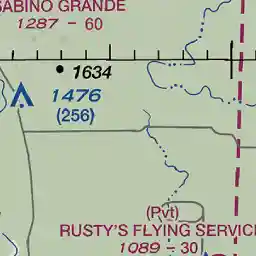 SABINO GRANDE
1287 - 60
1634
1476
(256)
(Pvt)
RUSTY'S FLYING SERVICE
1089 - 30